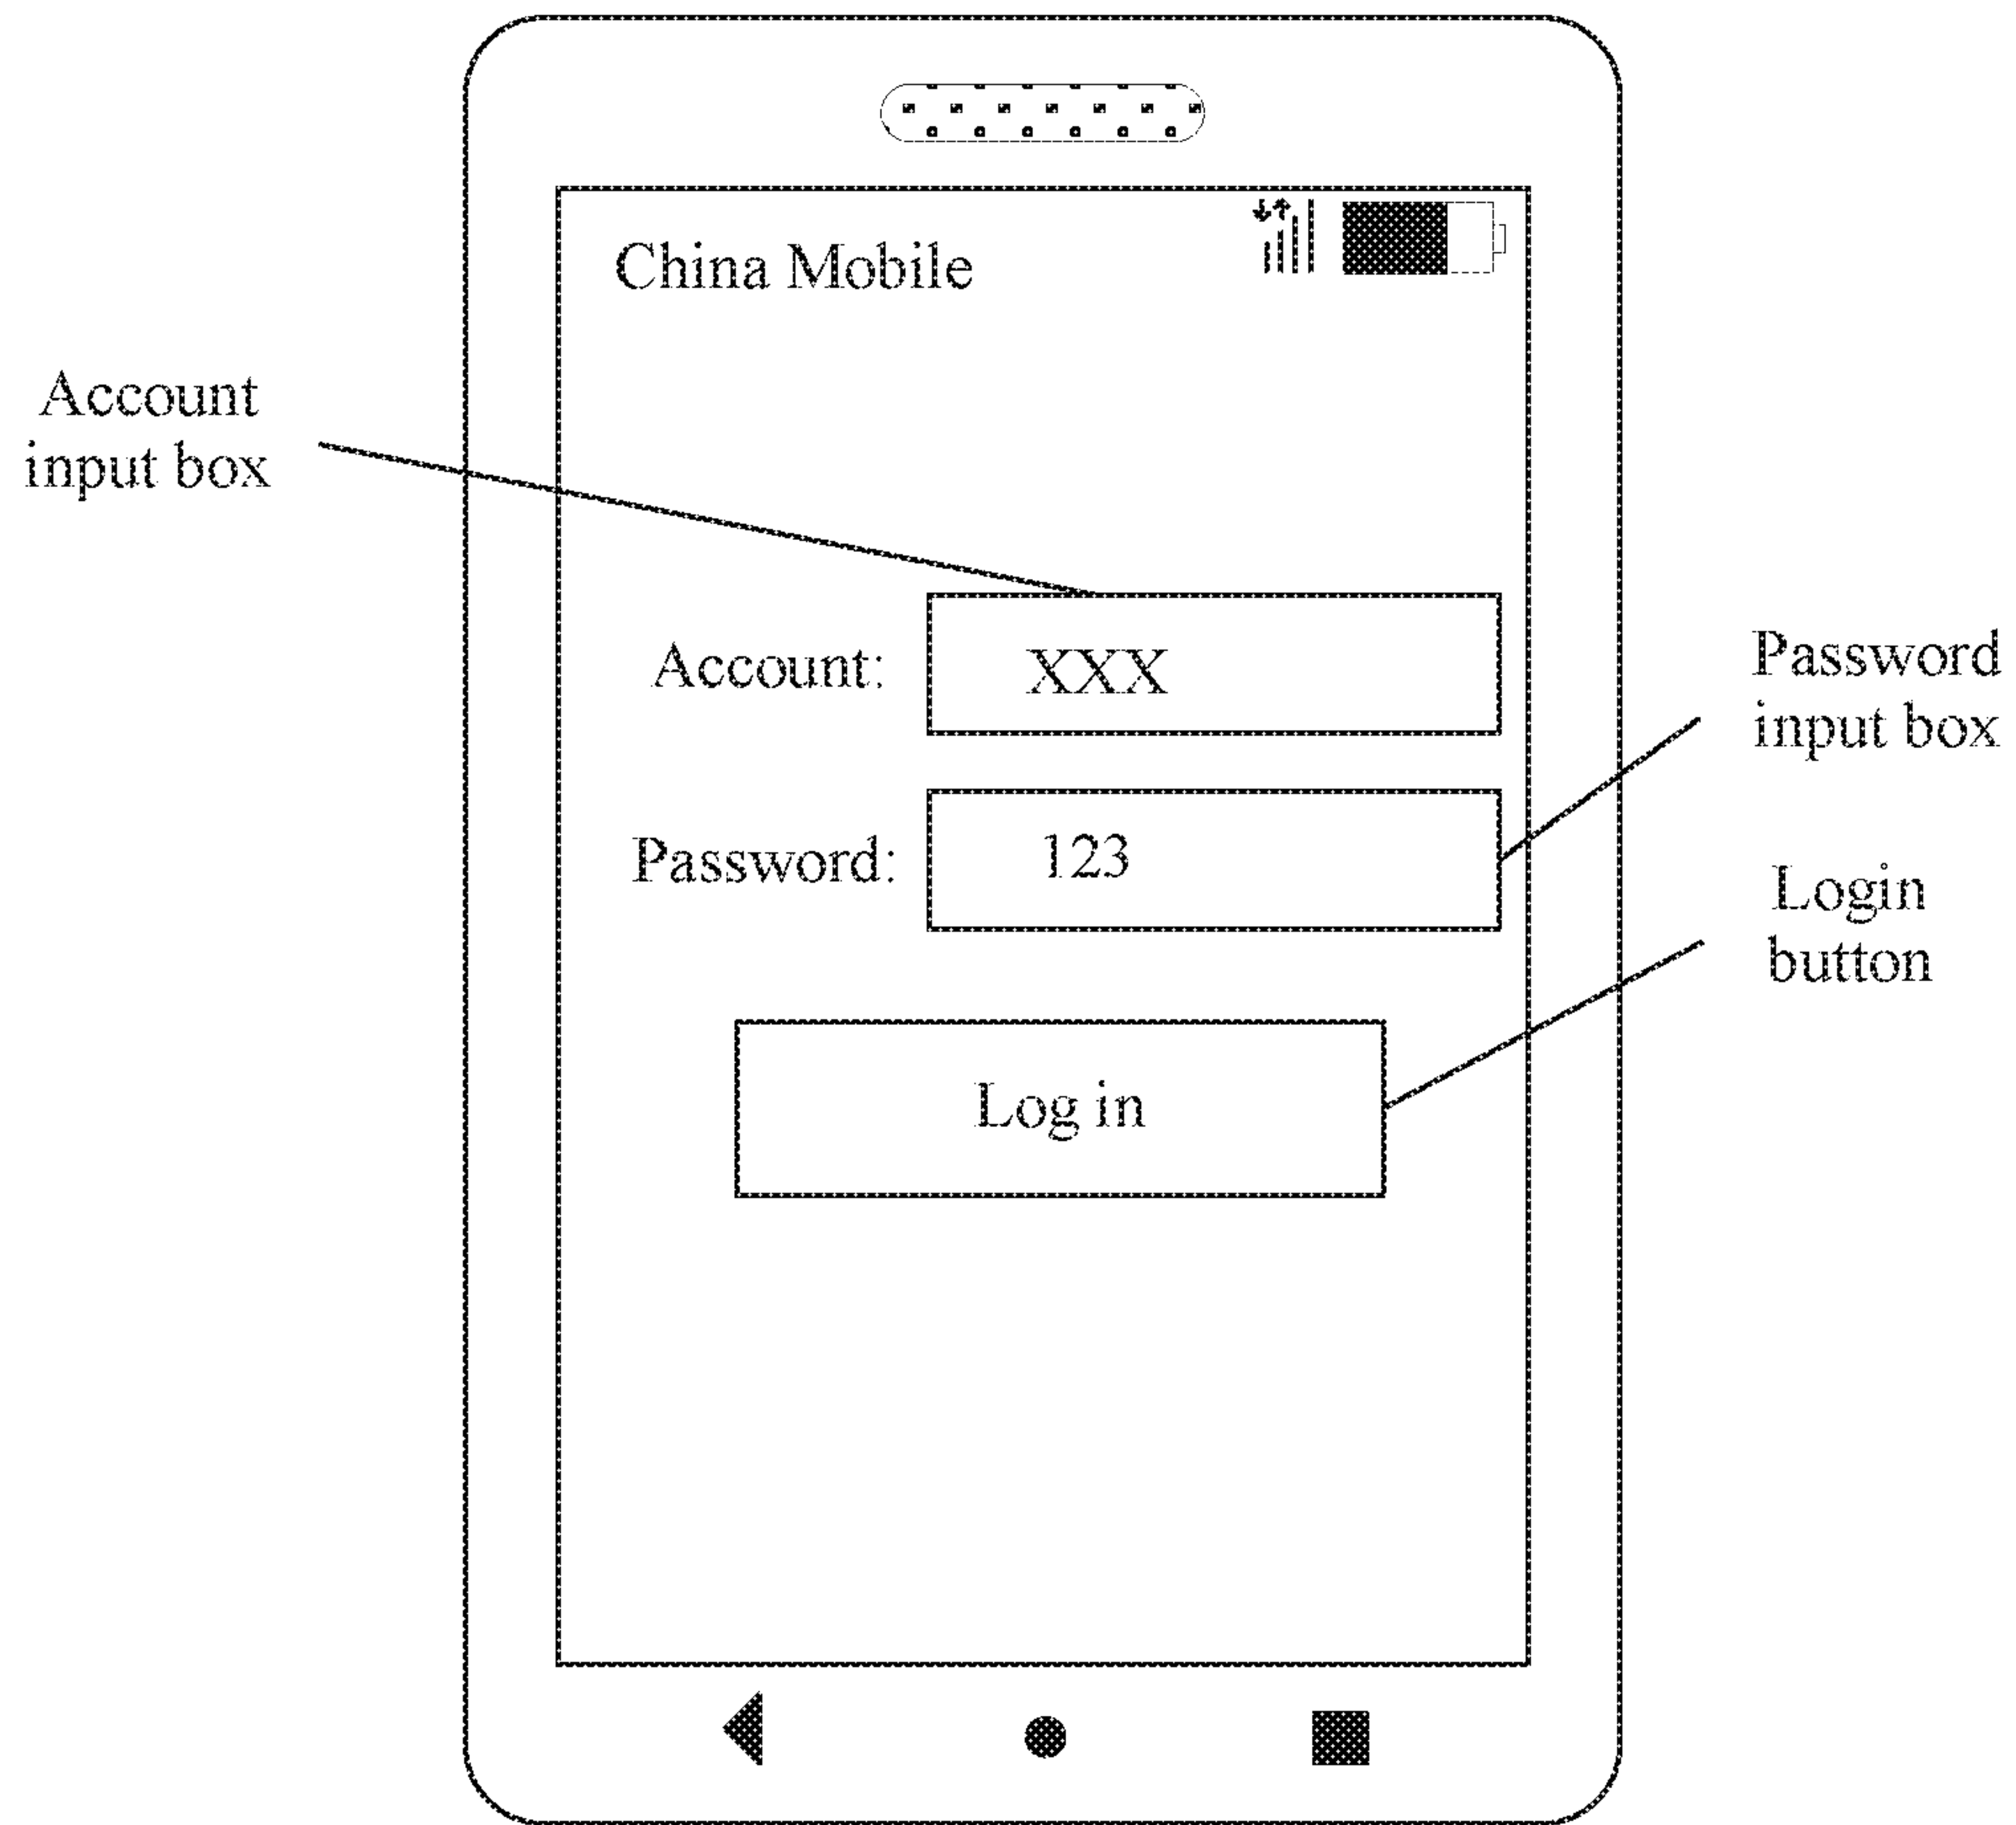 China Mobile
Account
input box
Account:
XXX
Password
input box
Password:
123
Login
button
Log in